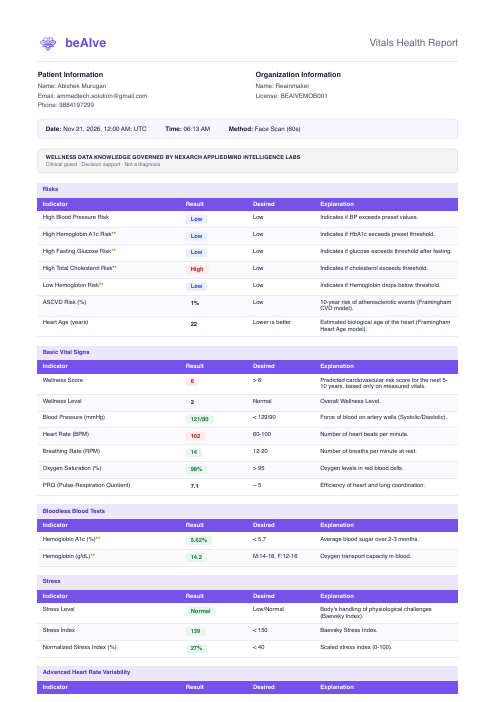 beAIve
Vitals Health Report
Patient Information
Name: Abishek Murugan
Email: ammedtech.solution@gmail.com
Phone: 9884197299
Organization Information
Name: Reainmaker
License: BEAIVEMOB001
Date: Nov 21, 2026, 12:00 AM; UTC Time: 06:13 AM Method: Face Scan (60s)
WELLNESS DATA KNOWLEDGE GOVERNED BY NEXARCH APPLIEDMIND INTELLIGENCE LABS
Clinical guard · Decision support · Not a diagnosis
Risks
Indicator Result Desired Explanation
High Blood Pressure Risk Low Low Indicates if BP exceeds preset values.
High Hemoglobin A1c Risk** Low Low Indicates if HbA1c exceeds preset threshold.
High Fasting Glucose Risk** Low Low Indicates if glucose exceeds threshold after fasting.
High Total Cholesterol Risk** High Low Indicates if cholesterol exceeds threshold.
Low Hemoglobin Risk** Low Low Indicates if Hemoglobin drops below threshold.
ASCVD Risk (%) 1% Low 10-year risk of atherosclerotic events (Framingham
CVD model).
Heart Age (years) 22 Lower is better Estimated biological age of the heart (Framingham
Heart Age model).
Basic Vital Signs
Indicator Result Desired Explanation
Wellness Score 6 > 6 Predicted cardiovascular risk score for the next 5-
10 years, based only on measured vitals.
Wellness Level 2 Normal Overall Wellness Level.
Blood Pressure (mmHg) 121/80 < 129/90 Force of blood on artery walls (Systolic/Diastolic).
Heart Rate (BPM) 102 60-100 Number of heart beats per minute.
Breathing Rate (RPM) 14 12-20 Number of breaths per minute at rest.
Oxygen Saturation (%) 98% > 95 Oxygen levels in red blood cells.
PRQ (Pulse-Respiration Quotient) 7.1 ~ 5 Efficiency of heart and lung coordination.
Bloodless Blood Tests
Indicator Result Desired Explanation
Hemoglobin A1c (%)** 5.62% < 5.7 Average blood sugar over 2-3 months.
Hemoglobin (g/dL)** 14.2 M:14-18, F:12-16 Oxygen transport capacity in blood.
Stress
Indicator Result Desired Explanation
Stress Level Normal Low/Normal Body's handling of physiological challenges
(Baevsky Index).
Stress Index 139 < 150 Baevsky Stress Index.
Normalized Stress Index (%) 27% < 40 Scaled stress index (0-100).
Advanced Heart Rate Variability
Indicator Result Desired Explanation